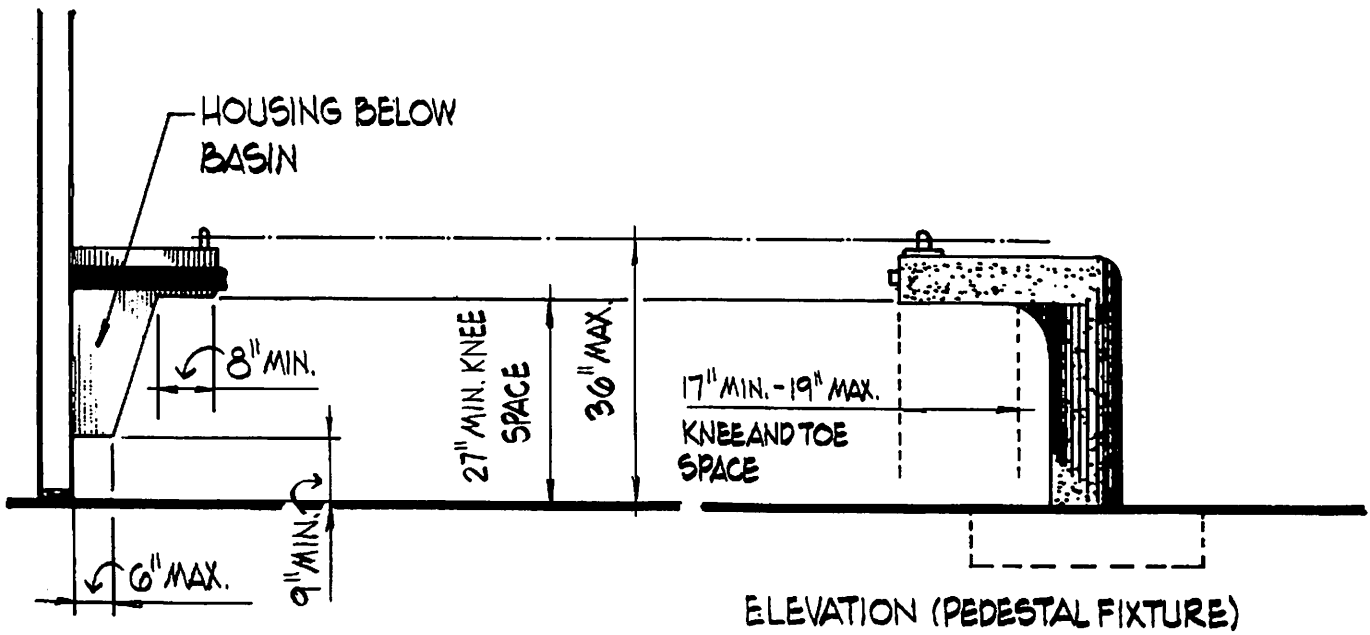 HOUSING BELOW
BASIN
8" MIN.
27" MIN. KNEE
SPACE
36" MAX.
17" MIN. - 19" MAX.
KNEE AND TOE
SPACE
9" MIN.
6" MAX.
ELEVATION (PEDESTAL FIXTURE)